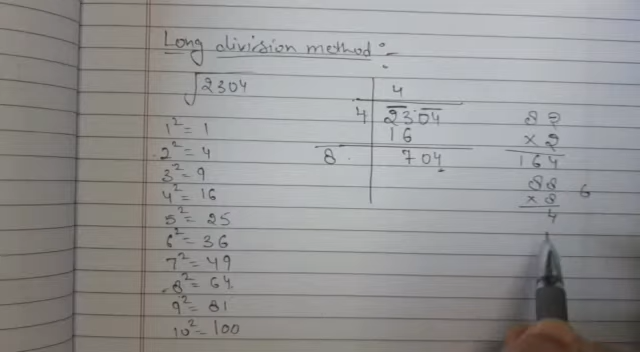 Long division method :-
√2304
1² = 1
2² = 4
3² = 9
4² = 16
5² = 25
6² = 36
7² = 49
8² = 64
9² = 81
10² = 100
4
4 2304
16
8 704
82
× 2
164
88 6
× 8
4